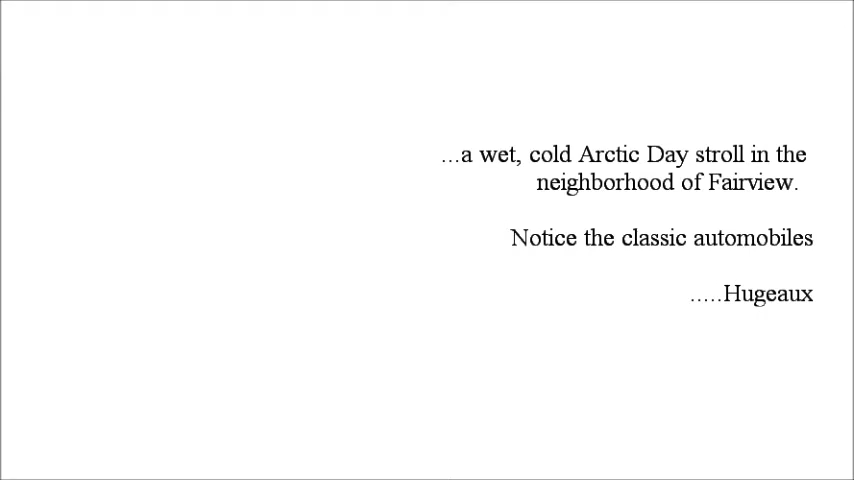 ...a wet, cold Arctic Day stroll in the
neighborhood of Fairview.
Notice the classic automobiles
.....Hugeaux